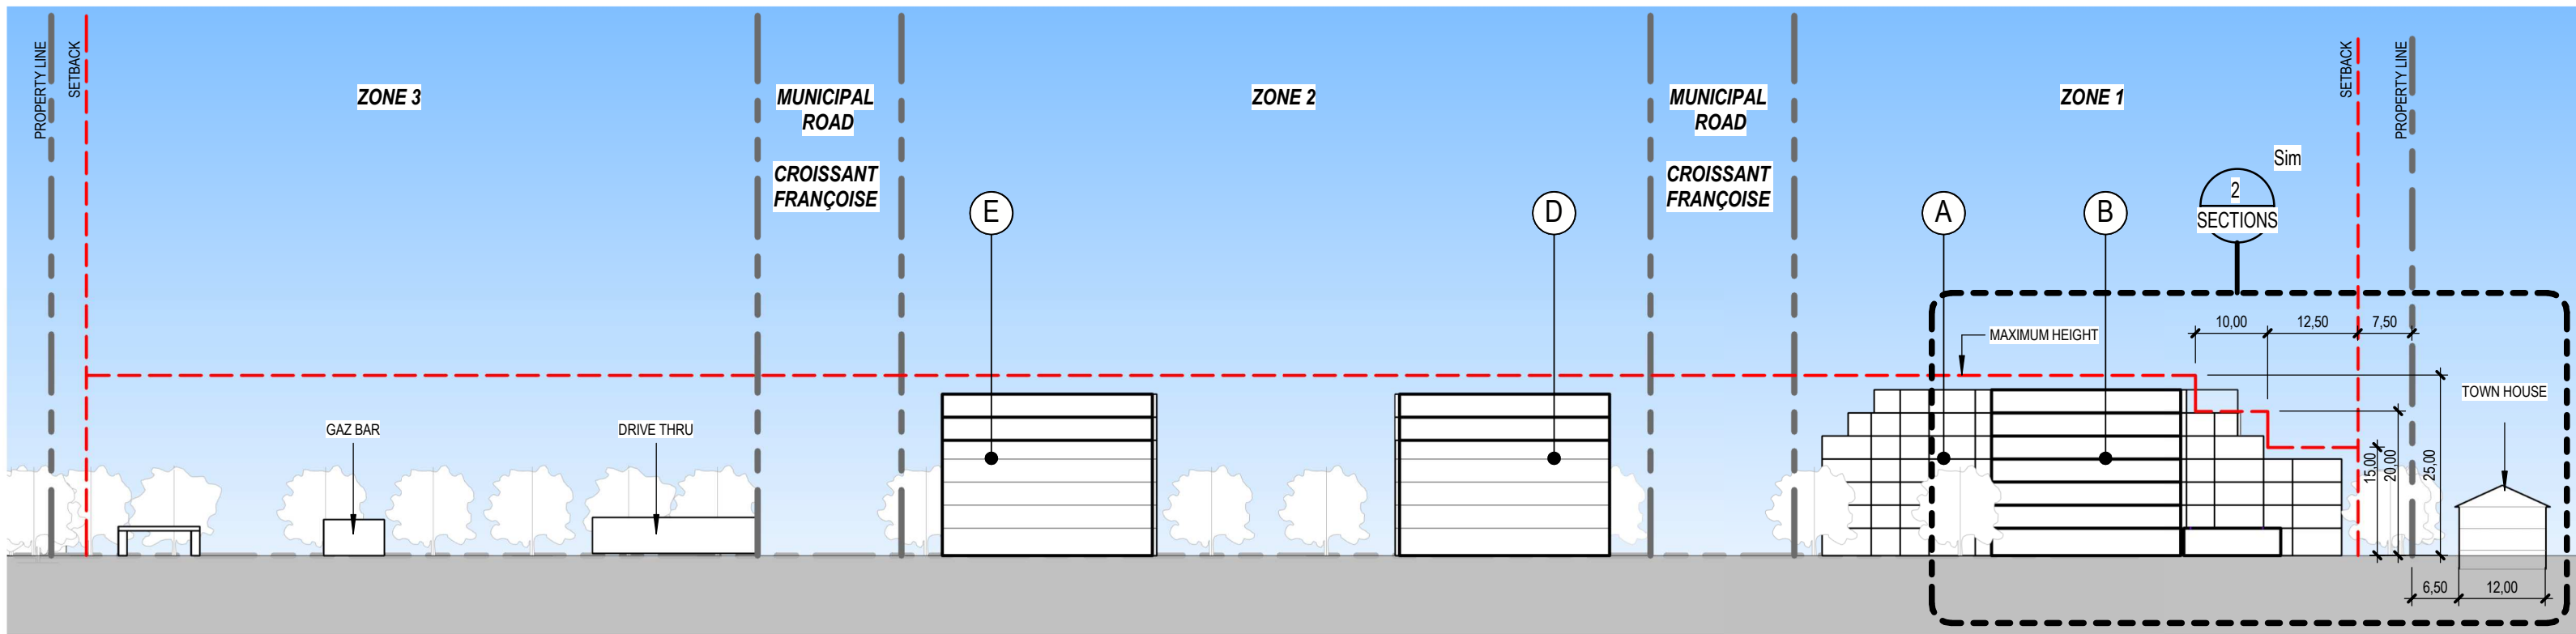 PROPERTY LINE
SETBACK
ZONE 3
MUNICIPAL
ROAD
CROISSANT
FRANÇOISE
ZONE 2
MUNICIPAL
ROAD
CROISSANT
FRANÇOISE
ZONE 1
SETBACK
PROPERTY LINE
Sim
2
SECTIONS
E
D
A
B
10,00
12,50
7,50
MAXIMUM HEIGHT
TOWN HOUSE
GAZ BAR
DRIVE THRU
15,00
20,00
25,00
6,50
12,00